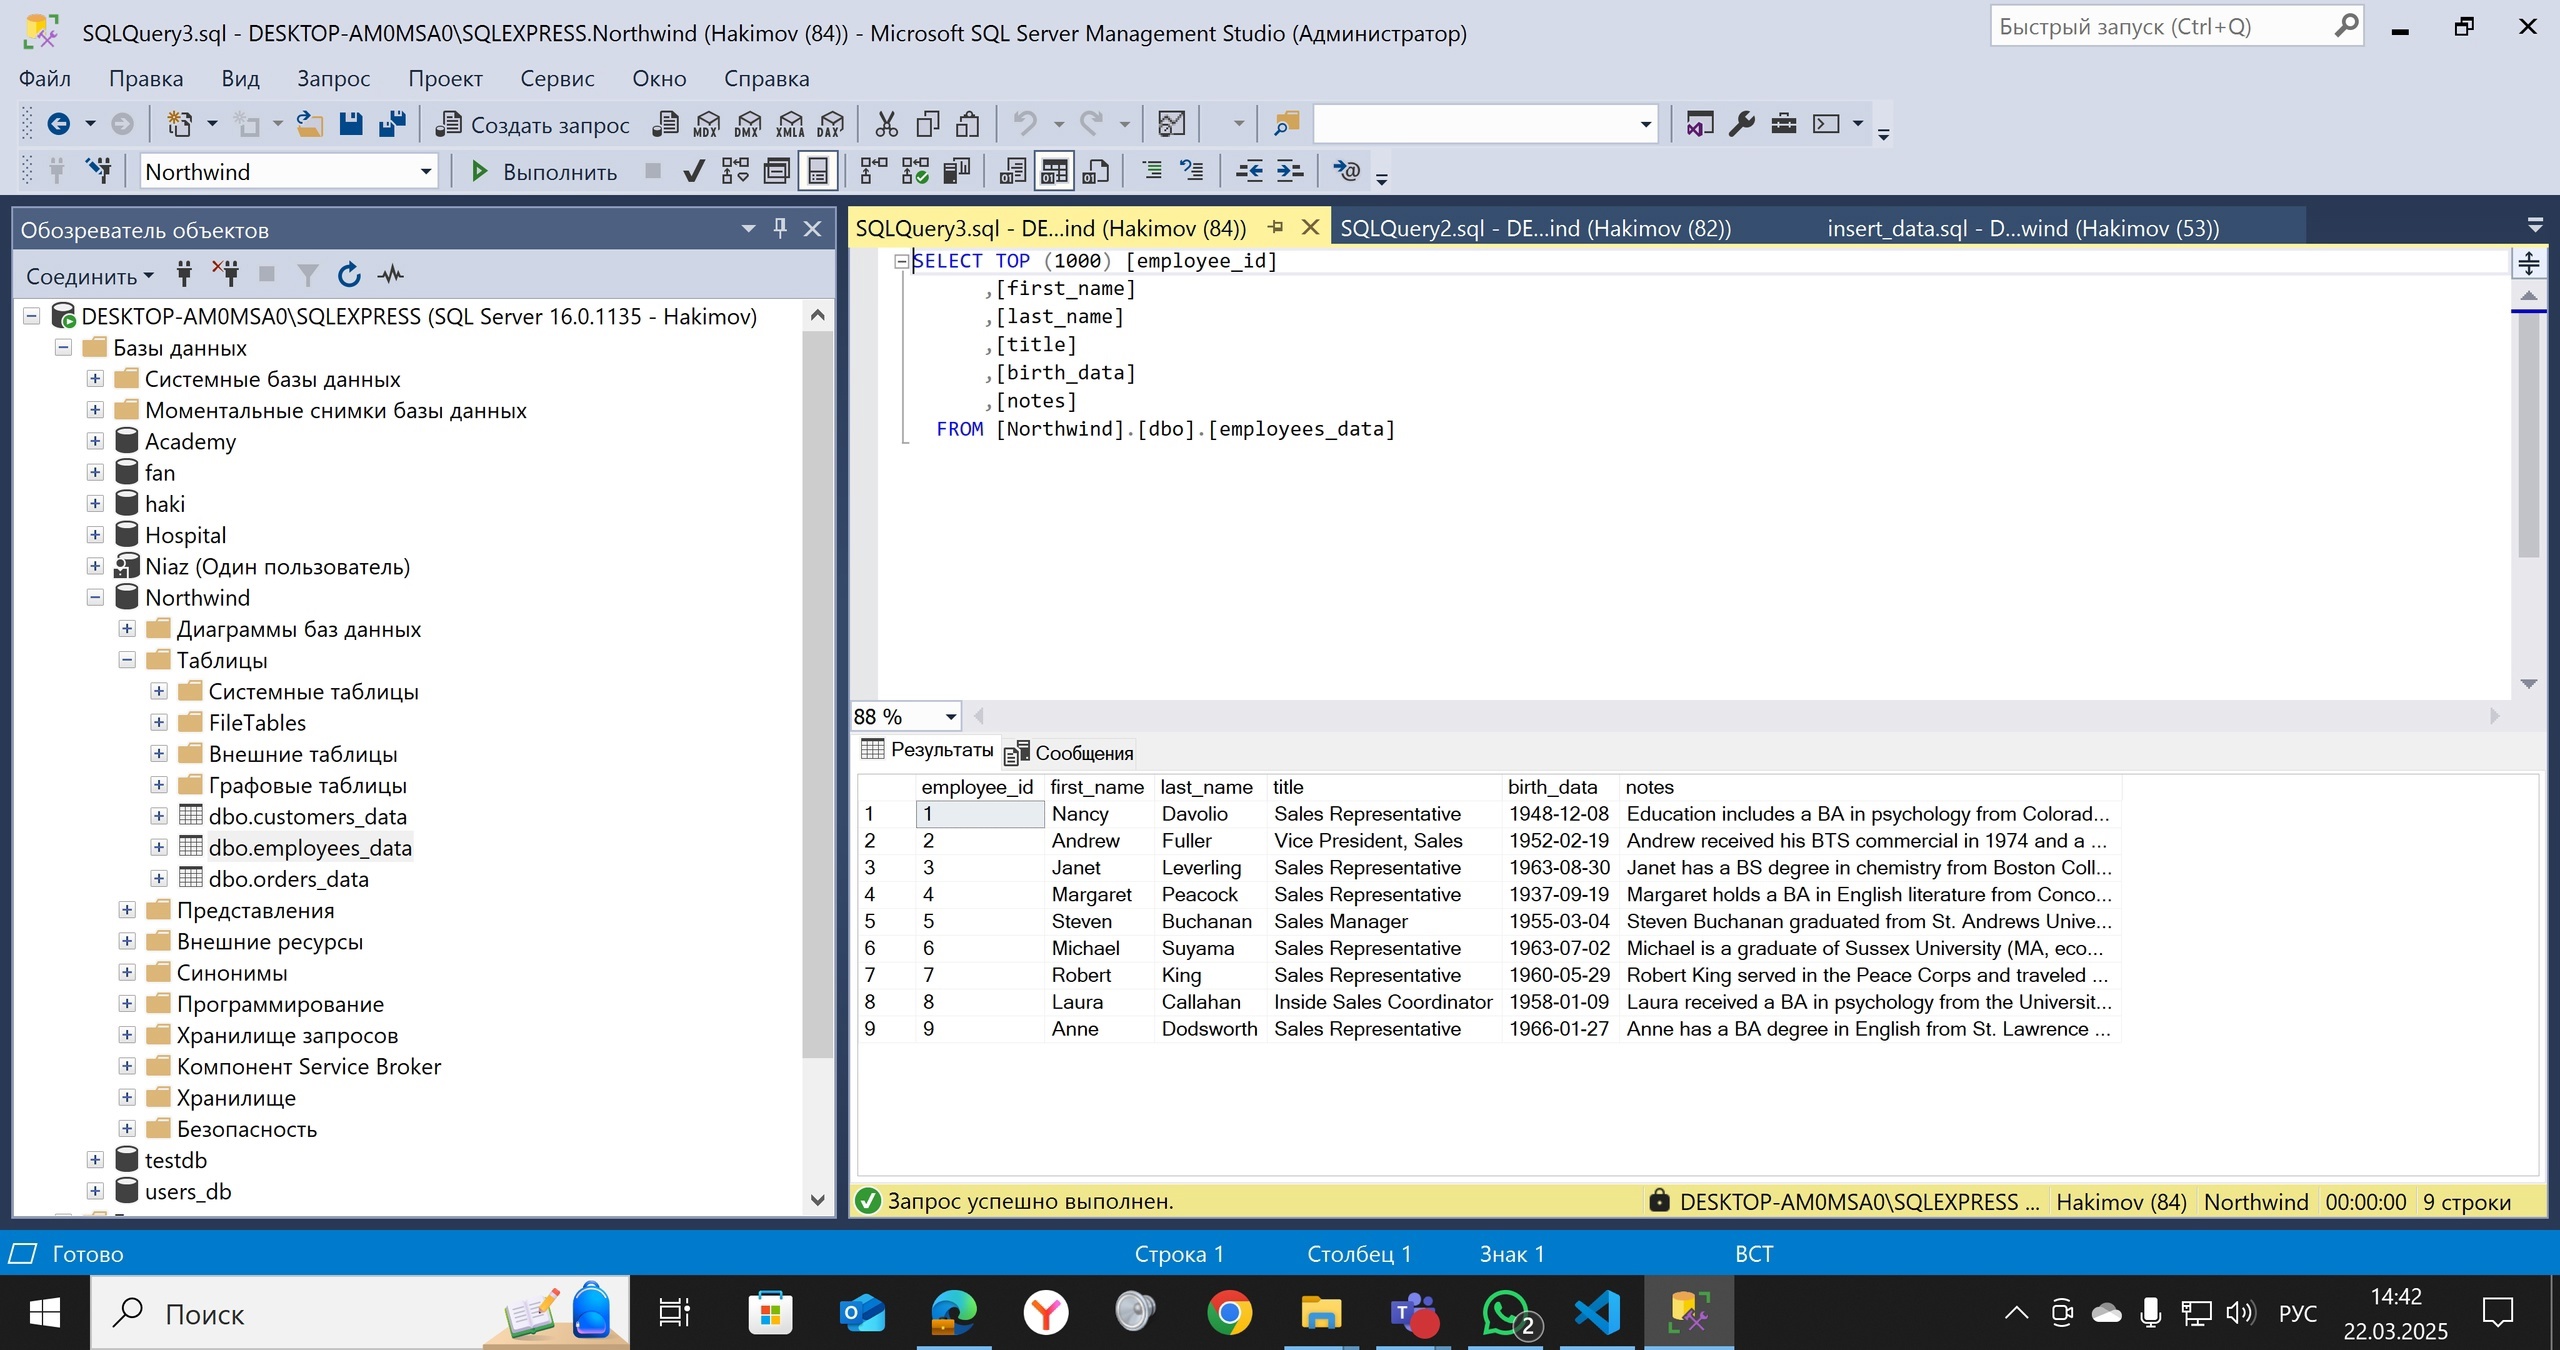 SQLQuery3.sql - DESKTOP-AM0MSA0\SQLEXPRESS.Northwind (Hakimov (84)) - Microsoft SQL Server Management Studio (Администратор)
Быстрый запуск (Ctrl+Q)
Файл Правка Вид Запрос Проект Сервис Окно Справка
Создать запрос MDX DMX XMLA DAX
Northwind Выполнить
Обозреватель объектов
Соединить
DESKTOP-AM0MSA0\SQLEXPRESS (SQL Server 16.0.1135 - Hakimov)
Базы данных
Системные базы данных
Моментальные снимки базы данных
Academy
fan
haki
Hospital
Niaz (Один пользователь)
Northwind
Диаграммы баз данных
Таблицы
Системные таблицы
FileTables
Внешние таблицы
Графовые таблицы
dbo.customers_data
dbo.employees_data
dbo.orders_data
Представления
Внешние ресурсы
Синонимы
Программирование
Хранилище запросов
Компонент Service Broker
Хранилище
Безопасность
testdb
users_db
SQLQuery3.sql - DE...ind (Hakimov (84)) SQLQuery2.sql - DE...ind (Hakimov (82)) insert_data.sql - D...wind (Hakimov (53))
SELECT TOP (1000) [employee_id]
,[first_name]
,[last_name]
,[title]
,[birth_data]
,[notes]
FROM [Northwind].[dbo].[employees_data]
88 %
Результаты Сообщения
employee_id first_name last_name title birth_data notes
1 1 Nancy Davolio Sales Representative 1948-12-08 Education includes a BA in psychology from Colorad...
2 2 Andrew Fuller Vice President, Sales 1952-02-19 Andrew received his BTS commercial in 1974 and a ...
3 3 Janet Leverling Sales Representative 1963-08-30 Janet has a BS degree in chemistry from Boston Coll...
4 4 Margaret Peacock Sales Representative 1937-09-19 Margaret holds a BA in English literature from Conco...
5 5 Steven Buchanan Sales Manager 1955-03-04 Steven Buchanan graduated from St. Andrews Unive...
6 6 Michael Suyama Sales Representative 1963-07-02 Michael is a graduate of Sussex University (MA, eco...
7 7 Robert King Sales Representative 1960-05-29 Robert King served in the Peace Corps and traveled ...
8 8 Laura Callahan Inside Sales Coordinator 1958-01-09 Laura received a BA in psychology from the Universit...
9 9 Anne Dodsworth Sales Representative 1966-01-27 Anne has a BA degree in English from St. Lawrence ...
Запрос успешно выполнен. DESKTOP-AM0MSA0\SQLEXPRESS ... Hakimov (84) Northwind 00:00:00 9 строки
Готово Строка 1 Столбец 1 Знак 1 ВСТ
Поиск
2
РУС
14:42
22.03.2025